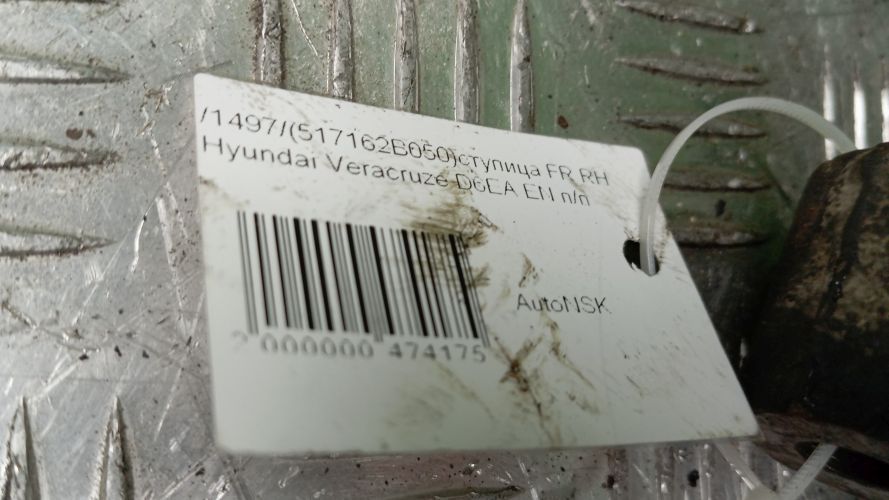 /1497/(517162B050)ступица FR RH
Hyundai Veracruze D6EA EN п/п
AutoNSK
2 000000 474175